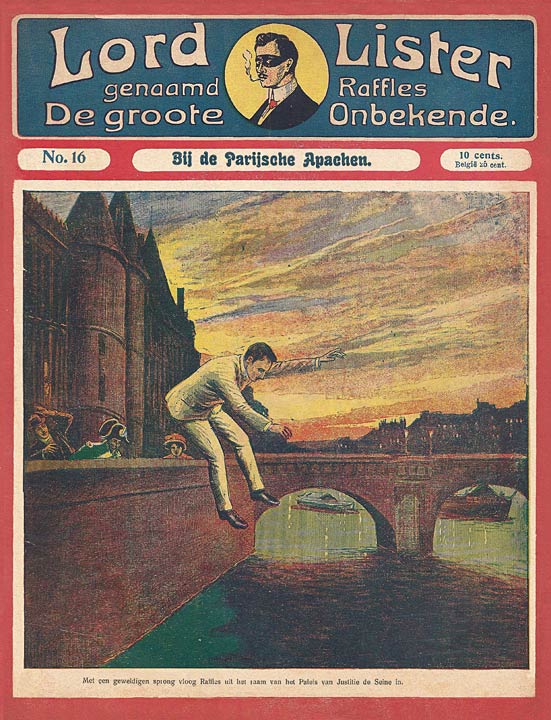 Lord Lister
genaamd Raffles
De groote Onbekende.
No. 16
Bij de Parijsche Apachen.
10 cents.
België 20 cent.
Met een geweldigen sprong vloog Raffles uit het raam van het Paleis van Justitie de Seine in.